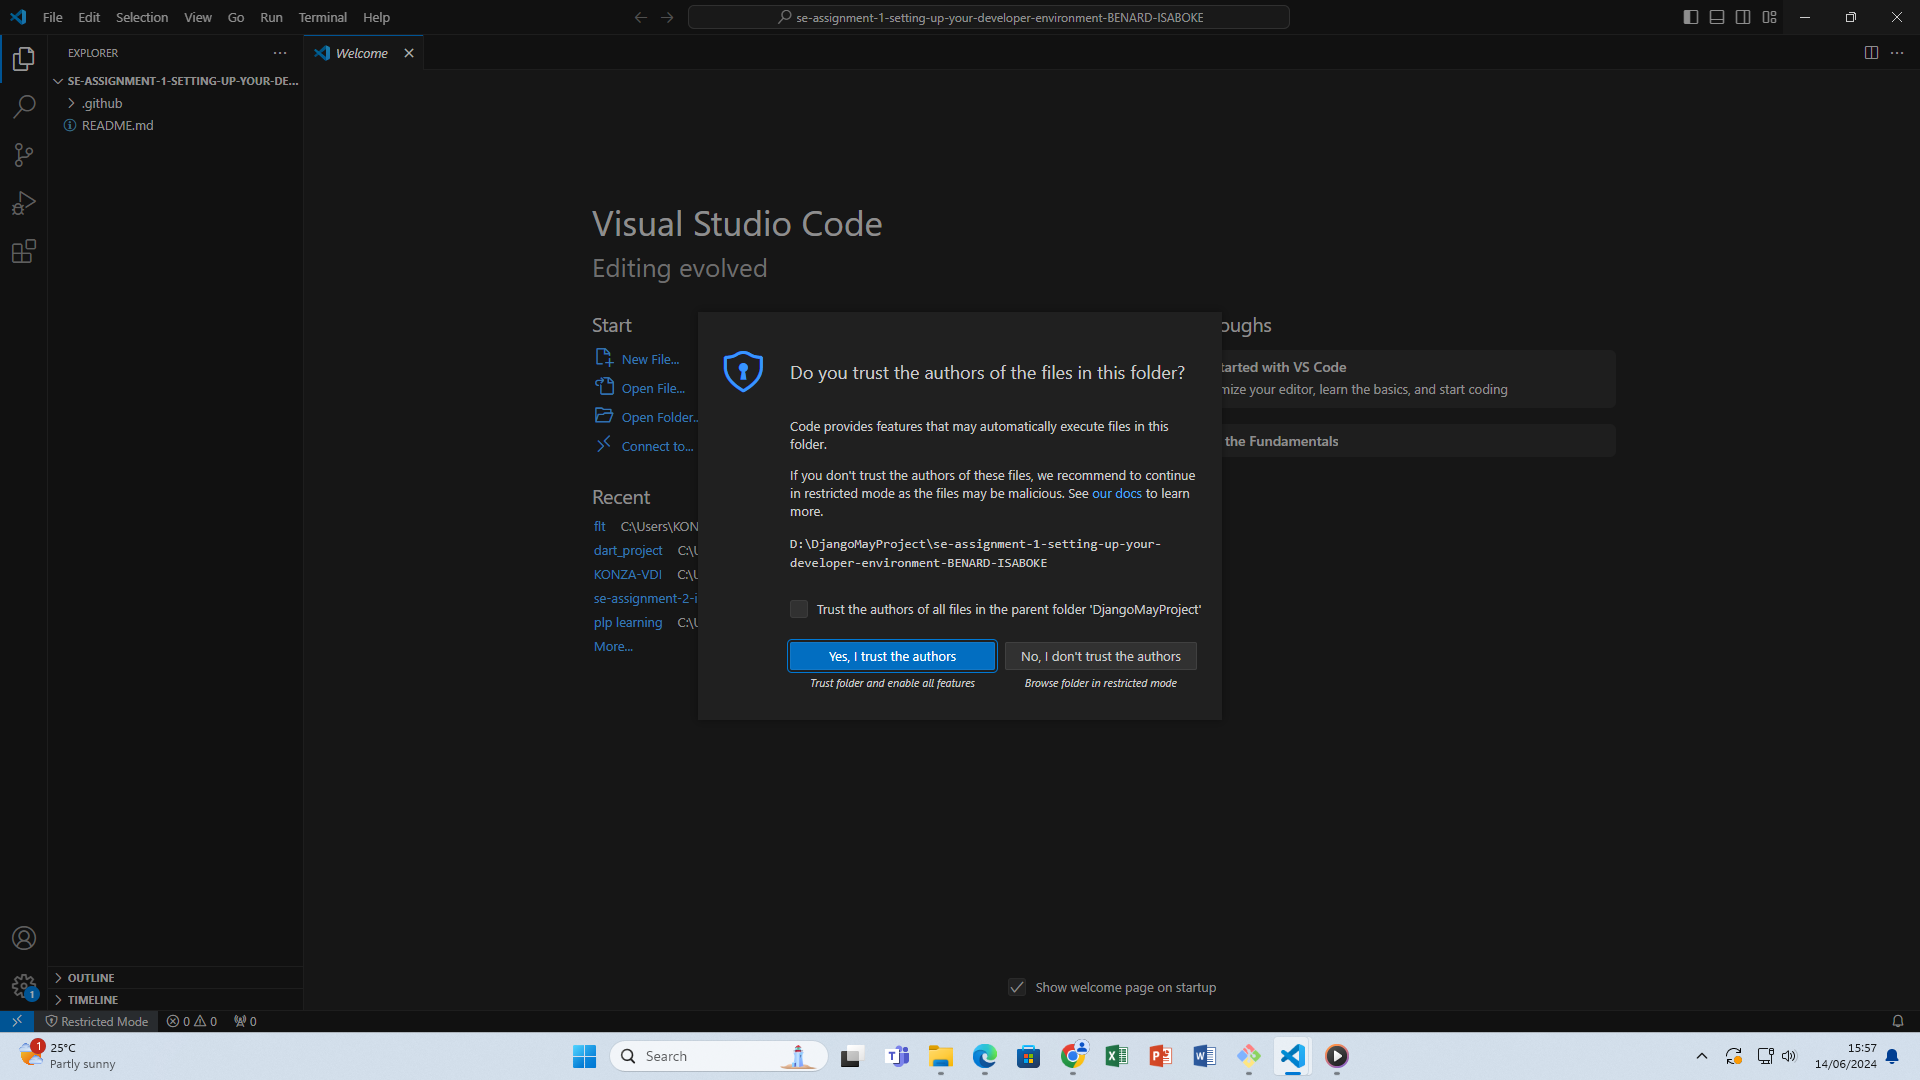 File Edit Selection View Go Run Terminal Help
se-assignment-1-setting-up-your-developer-environment-BENARD-ISABOKE
EXPLORER
Welcome
SE-ASSIGNMENT-1-SETTING-UP-YOUR-DE...
.github
README.md
Visual Studio Code
Editing evolved
Start
New File...
Open File...
Open Folder...
Connect to...
Recent
flt C:\Users\KON
dart_project C:\U
KONZA-VDI C:\U
se-assignment-2-i
plp learning C:\U
More...
oughs
tarted with VS Code
mize your editor, learn the basics, and start coding
the Fundamentals
Do you trust the authors of the files in this folder?
Code provides features that may automatically execute files in this
folder.
If you don't trust the authors of these files, we recommend to continue
in restricted mode as the files may be malicious. See our docs to learn
more.
D:\DjangoMayProject\se-assignment-1-setting-up-your-
developer-environment-BENARD-ISABOKE
Trust the authors of all files in the parent folder 'DjangoMayProject'
Yes, I trust the authors
No, I don't trust the authors
Trust folder and enable all features
Browse folder in restricted mode
Show welcome page on startup
OUTLINE
TIMELINE
1
Restricted Mode 0 0 0
1
25°C
Partly sunny
Search
15:57
14/06/2024